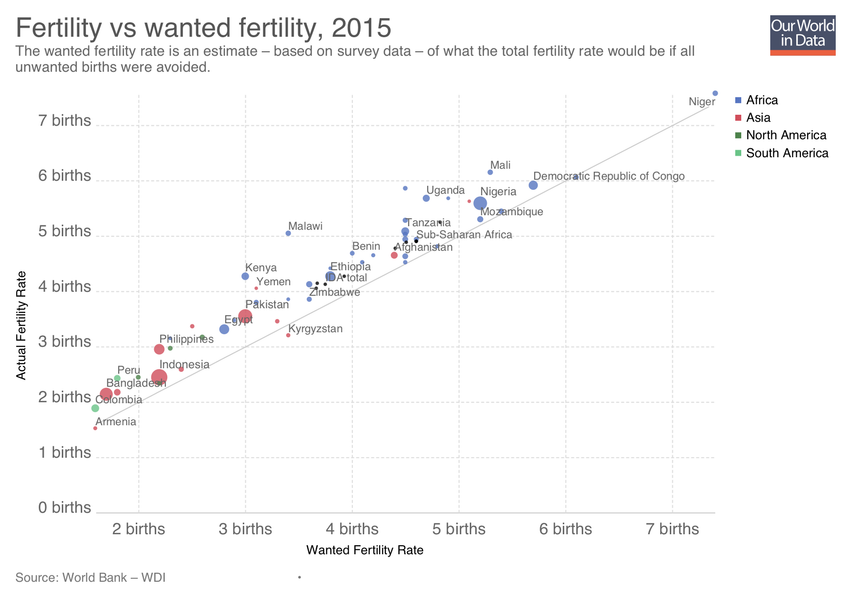 Fertility vs wanted fertility, 2015
The wanted fertility rate is an estimate – based on survey data – of what the total fertility rate would be if all
unwanted births were avoided.
Our World
in Data
Africa
Asia
North America
South America
Actual Fertility Rate
7 births
6 births
5 births
4 births
3 births
2 births
1 births
0 births
Niger
Mali
Democratic Republic of Congo
Uganda
Nigeria
Mozambique
Malawi
Tanzania
Sub-Saharan Africa
Benin
Afghanistan
Kenya
Ethiopia
Yemen
IDA total
Zimbabwe
Pakistan
Egypt
Kyrgyzstan
Philippines
Indonesia
Peru
Bangladesh
Colombia
Armenia
2 births
3 births
4 births
5 births
6 births
7 births
Wanted Fertility Rate
Source: World Bank – WDI